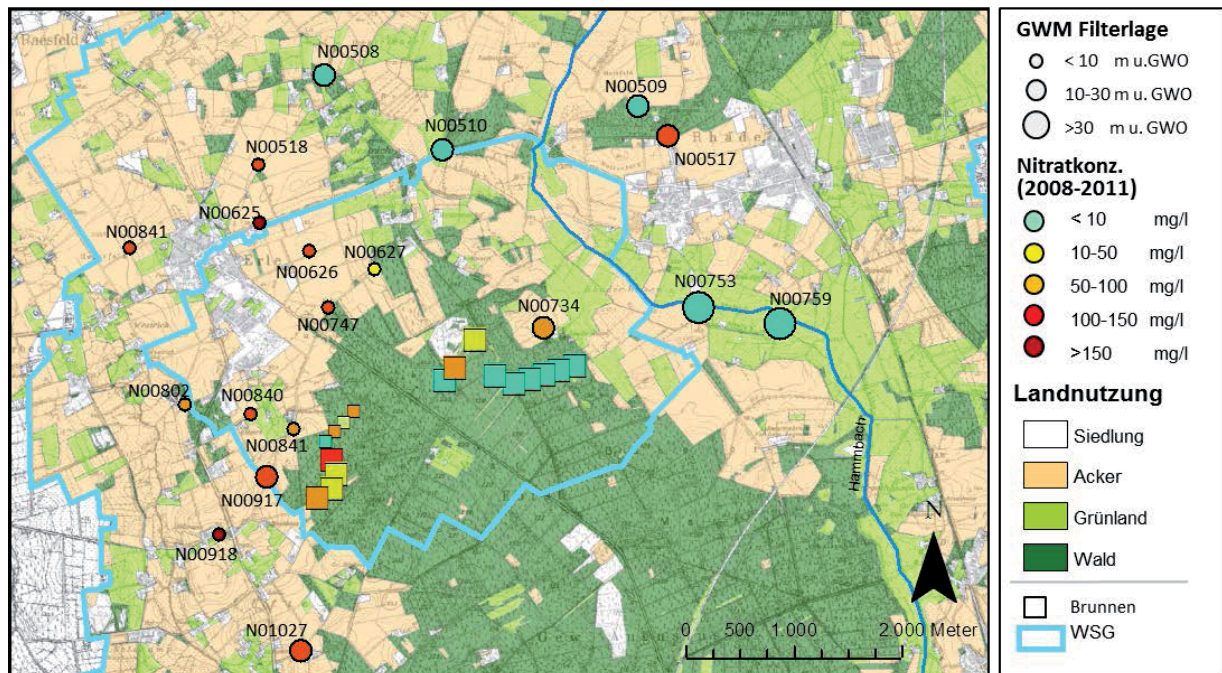 Raesfeld
N00508
N00509
Rhade
N00510
N00517
N00518
N00625
N00841
Erle
N00627
N00626
N00753
N00759
N00747
N00734
N00802
N00840
N00841
Hammbach
N00917
N00918
N
N01027
0 500 1 000 2 000 Meter
GWM Filterlage
< 10 m u.GWO
10-30 m u. GWO
>30 m u. GWO
Nitratkonz.
(2008-2011)
< 10 mg/l
10-50 mg/l
50-100 mg/l
100-150 mg/l
>150 mg/l
Landnutzung
Siedlung
Acker
Grünland
Wald
Brunnen
WSG